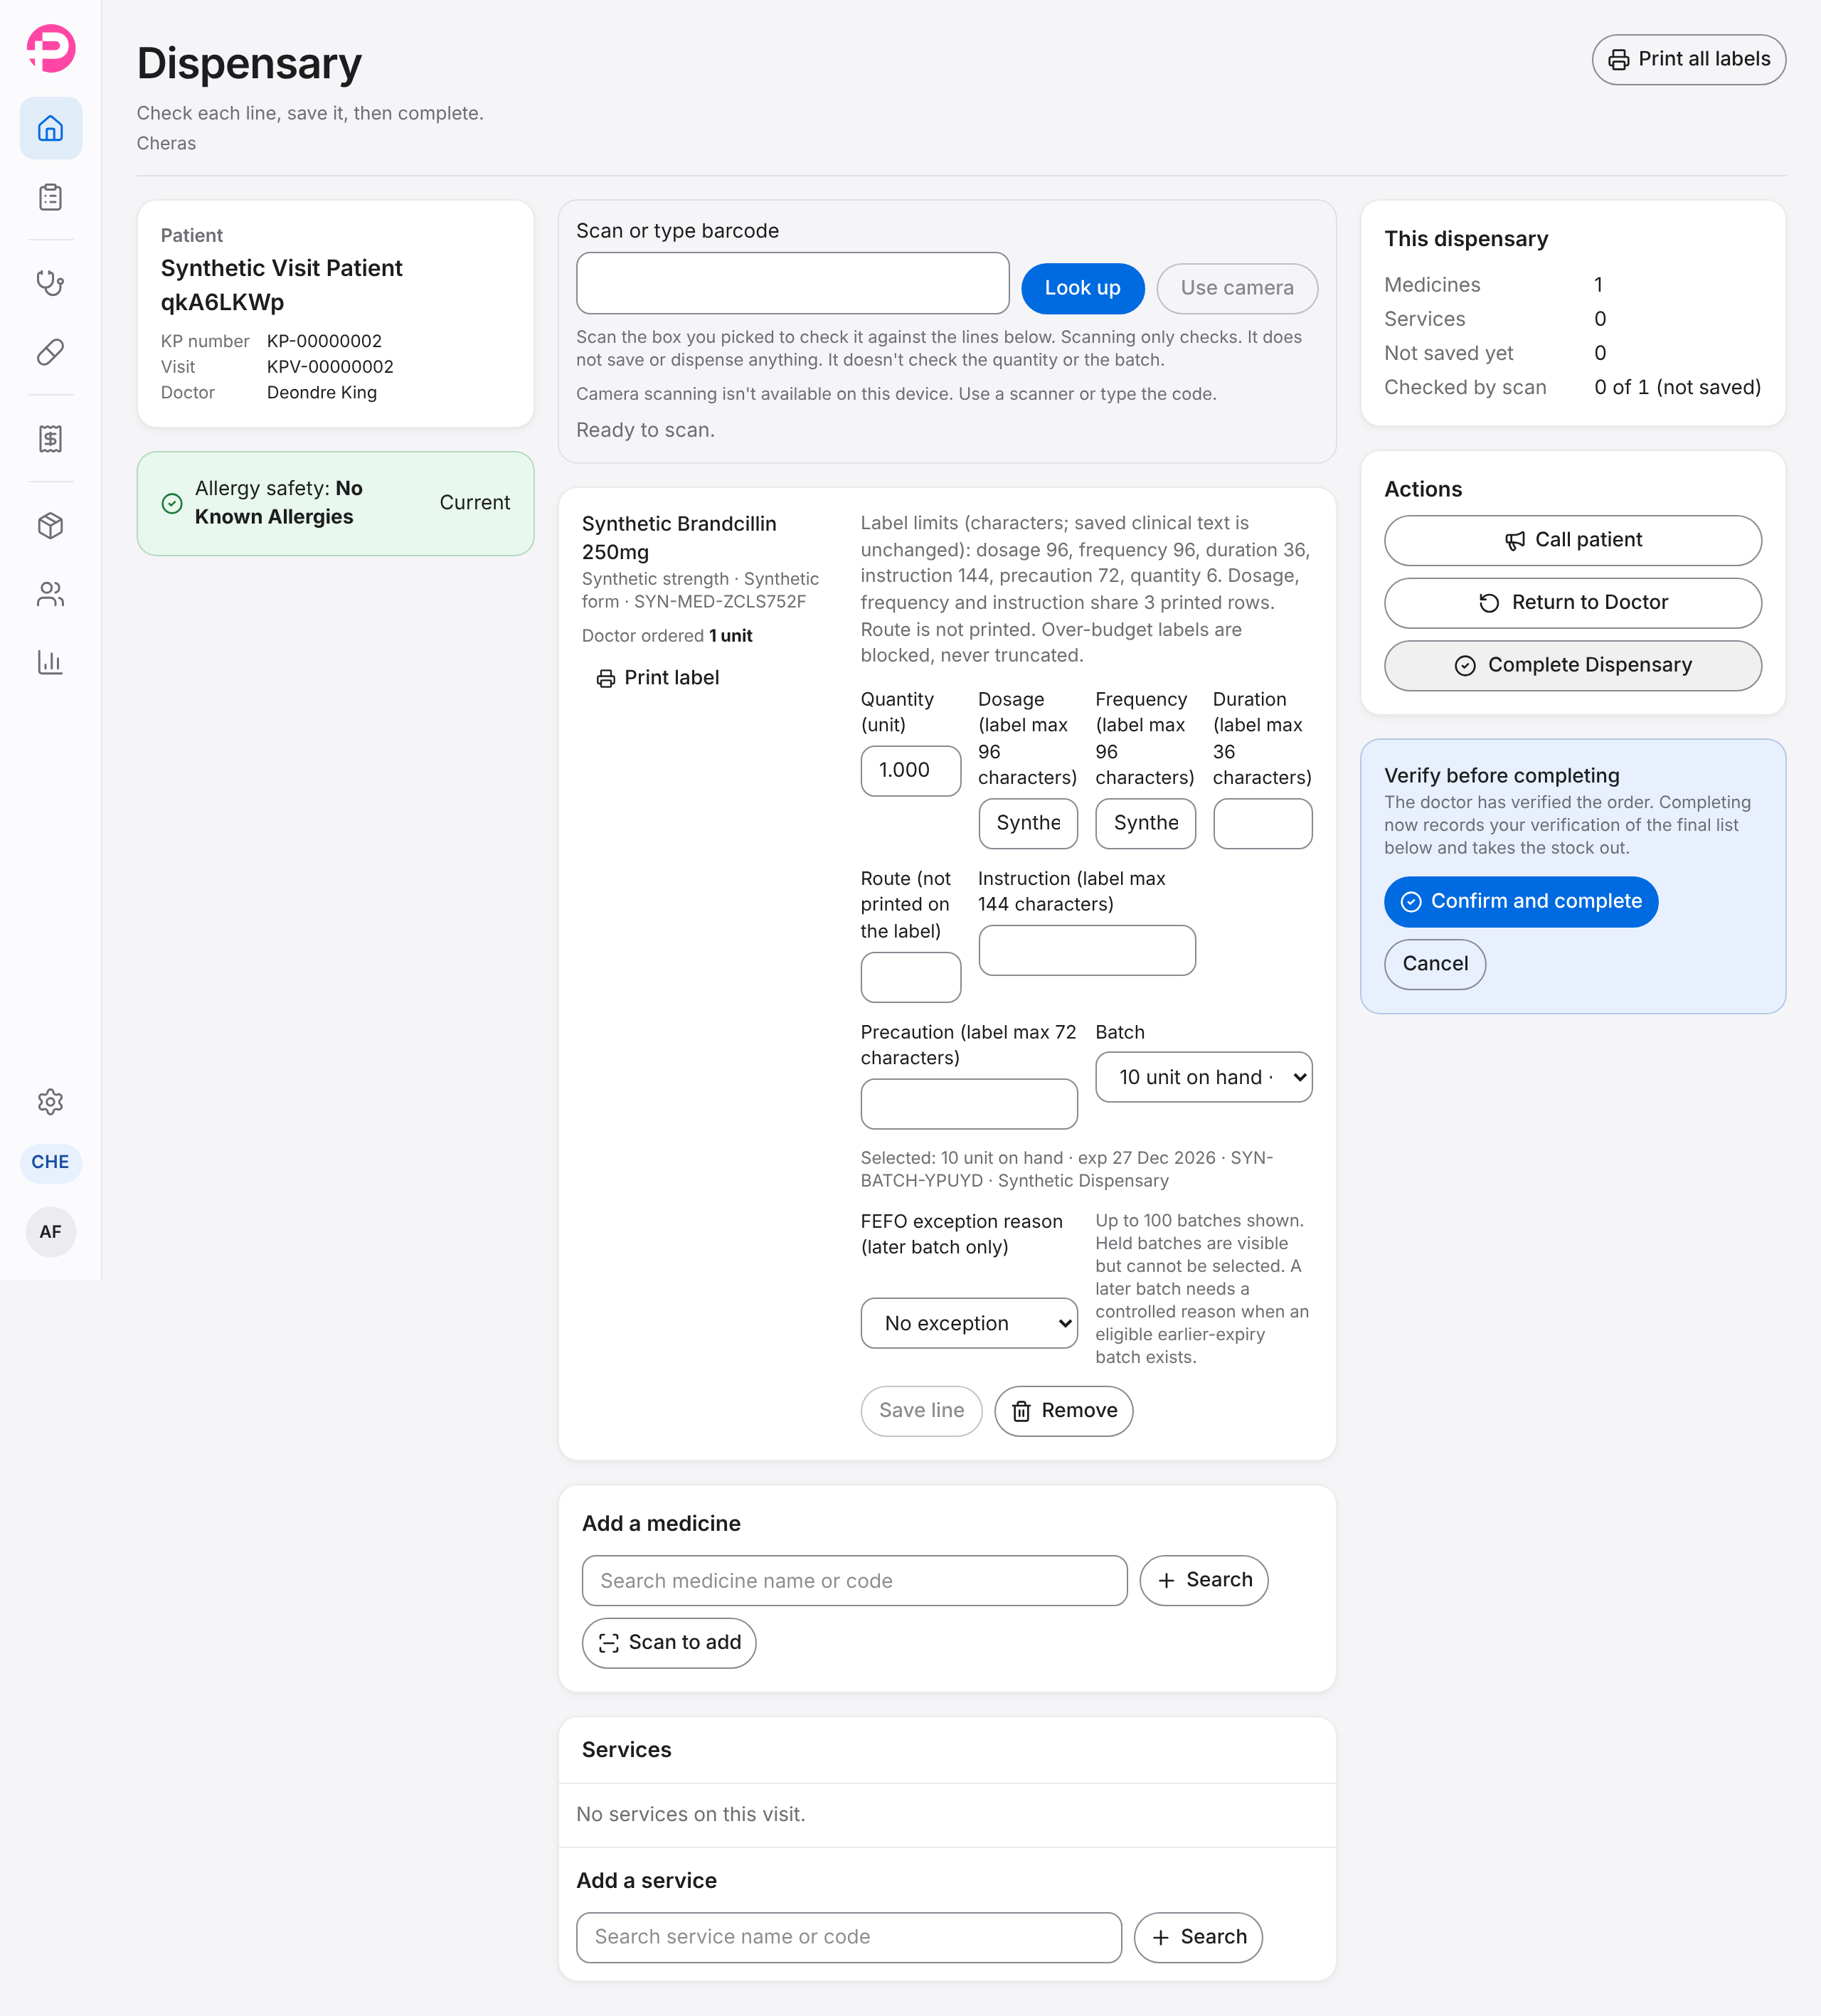 Dispensary
Check each line, save it, then complete.
Cheras
Print all labels
Patient
Synthetic Visit Patient
qkA6LKWp
KP number KP-00000002
Visit KPV-00000002
Doctor Deondre King
Allergy safety: No
Known Allergies
Current
Scan or type barcode
Look up
Use camera
Scan the box you picked to check it against the lines below. Scanning only checks. It does
not save or dispense anything. It doesn't check the quantity or the batch.
Camera scanning isn't available on this device. Use a scanner or type the code.
Ready to scan.
Synthetic Brandcillin
250mg
Synthetic strength · Synthetic
form · SYN-MED-ZCLS752F
Doctor ordered 1 unit
Print label
Label limits (characters; saved clinical text is
unchanged): dosage 96, frequency 96, duration 36,
instruction 144, precaution 72, quantity 6. Dosage,
frequency and instruction share 3 printed rows.
Route is not printed. Over-budget labels are
blocked, never truncated.
Quantity
(unit)
1.000
Dosage
(label max
96
characters)
Synthe
Frequency
(label max
96
characters)
Synthe
Duration
(label max
36
characters)
Route (not
printed on
the label)
Instruction (label max
144 characters)
Precaution (label max 72
characters)
Batch
10 unit on hand ·
Selected: 10 unit on hand · exp 27 Dec 2026 · SYN-
BATCH-YPUYD · Synthetic Dispensary
FEFO exception reason
(later batch only)
No exception
Up to 100 batches shown.
Held batches are visible
but cannot be selected. A
later batch needs a
controlled reason when an
eligible earlier-expiry
batch exists.
Save line
Remove
Add a medicine
Search medicine name or code
Search
Scan to add
Services
No services on this visit.
Add a service
Search service name or code
Search
This dispensary
Medicines 1
Services 0
Not saved yet 0
Checked by scan 0 of 1 (not saved)
Actions
Call patient
Return to Doctor
Complete Dispensary
Verify before completing
The doctor has verified the order. Completing
now records your verification of the final list
below and takes the stock out.
Confirm and complete
Cancel
CHE
AF